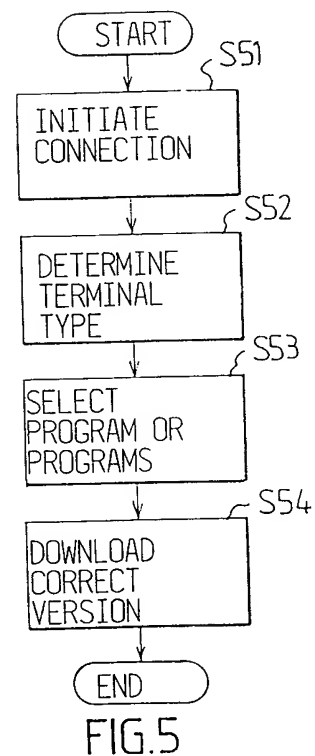 START
S51
INITIATE
CONNECTION
S52
DETERMINE
TERMINAL
TYPE
S53
SELECT
PROGRAM OR
PROGRAMS
S54
DOWNLOAD
CORRECT
VERSION
END
FIG.5